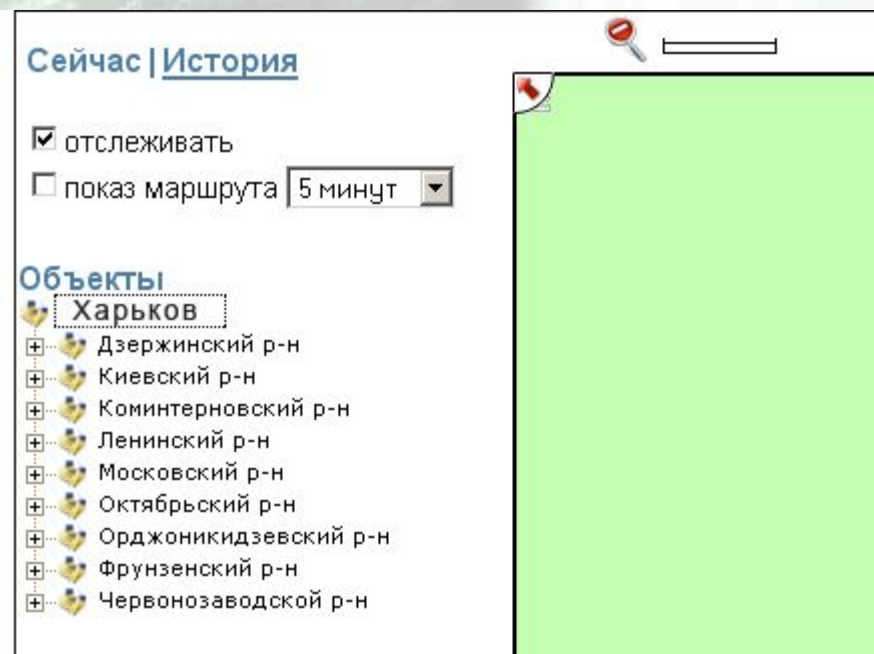 Сейчас | История
отслеживать
показ маршрута 5 минут
Объекты
Харьков
Дзержинский р-н
Киевский р-н
Коминтерновский р-н
Ленинский р-н
Московский р-н
Октябрьский р-н
Орджоникидзевский р-н
Фрунзенский р-н
Червонозаводской р-н